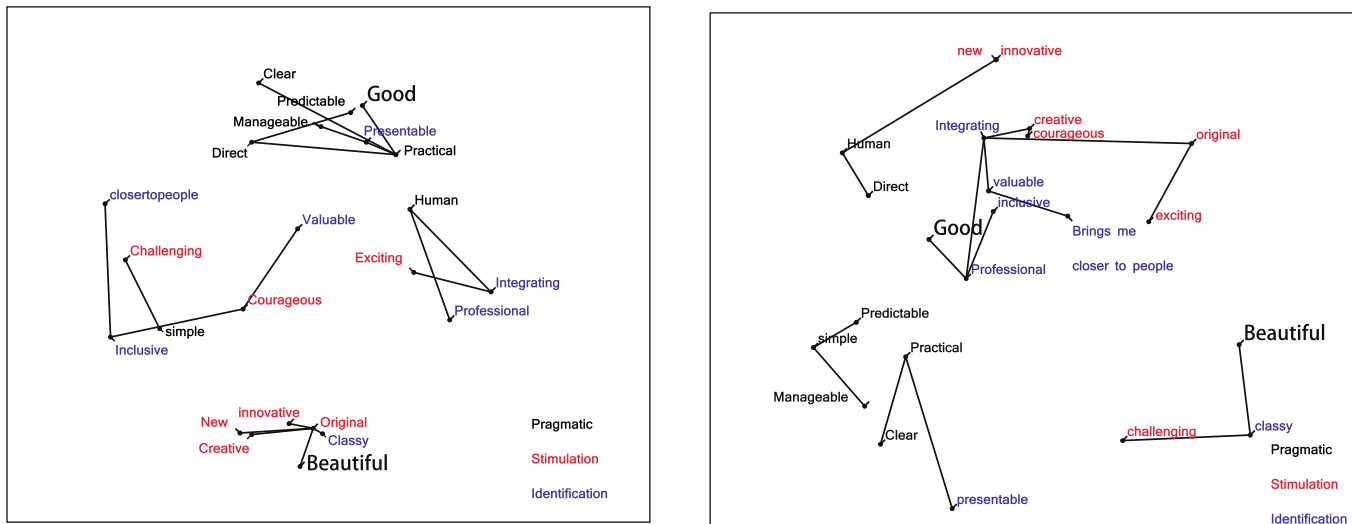 Clear
Predictable
Good
Manageable
Presentable
Direct
Practical
closertopeople
Human
Valuable
Challenging
Exciting
Integrating
Courageous
Professional
simple
Inclusive
innovative
New
Original
Creative
Classy
Beautiful
Pragmatic
Stimulation
Identification
new innovative
Integrating
creative
courageous
original
Human
Direct
valuable
inclusive
exciting
Good
Brings me
closer to people
Professional
Predictable
simple
Practical
Beautiful
Manageable
Clear
challenging
classy
presentable
Pragmatic
Stimulation
Identification